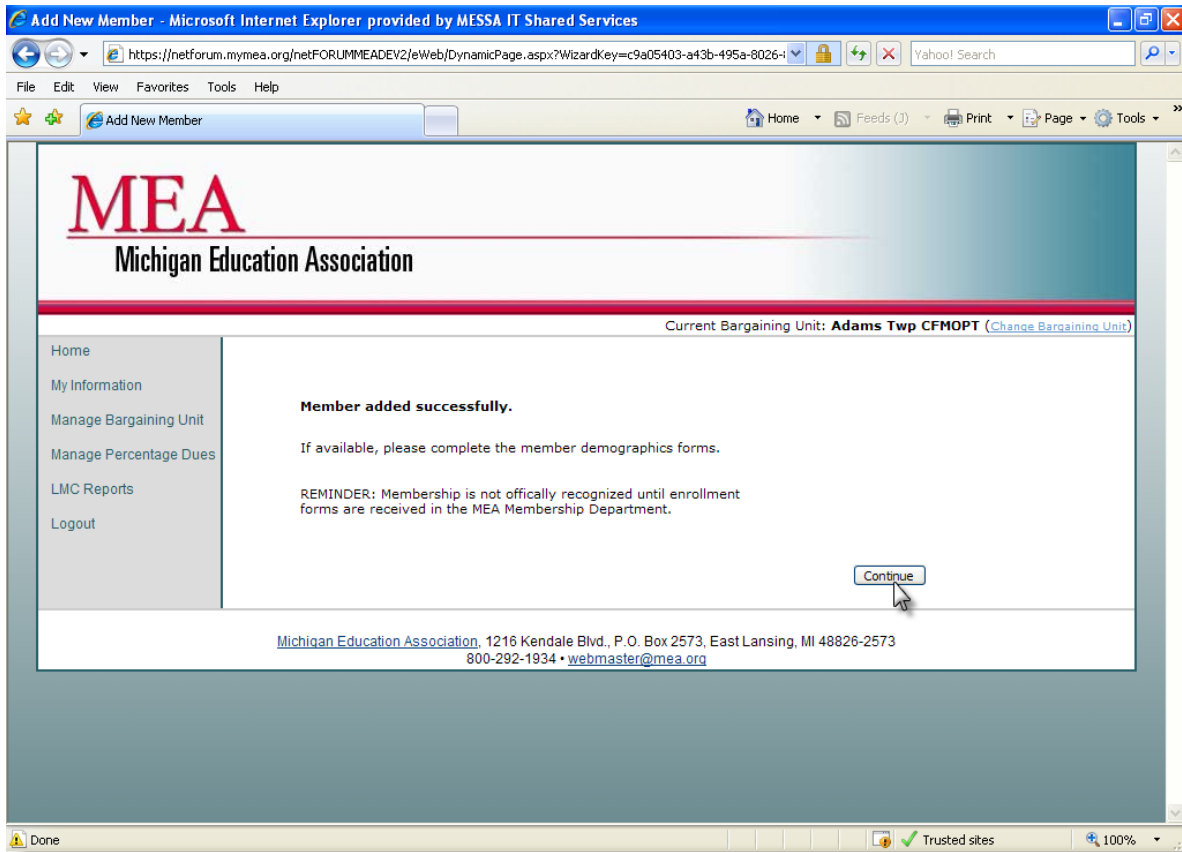 Add New Member - Microsoft Internet Explorer provided by MESSA IT Shared Services
https://netforum.mymea.org/netFORUMMEADEV2/eWeb/DynamicPage.aspx?WizardKey=c9a05403-a43b-495a-8026-
Yahoo! Search
File Edit View Favorites Tools Help
Add New Member
Home Feeds (J) Print Page Tools
MEA
Michigan Education Association
Current Bargaining Unit: Adams Twp CFMOPT (Change Bargaining Unit)
Home
My Information
Manage Bargaining Unit
Manage Percentage Dues
LMC Reports
Logout
Member added successfully.
If available, please complete the member demographics forms.
REMINDER: Membership is not offically recognized until enrollment
forms are received in the MEA Membership Department.
Continue
Michigan Education Association, 1216 Kendale Blvd., P.O. Box 2573, East Lansing, MI 48826-2573
800-292-1934 • webmaster@mea.org
Done
Trusted sites
100%